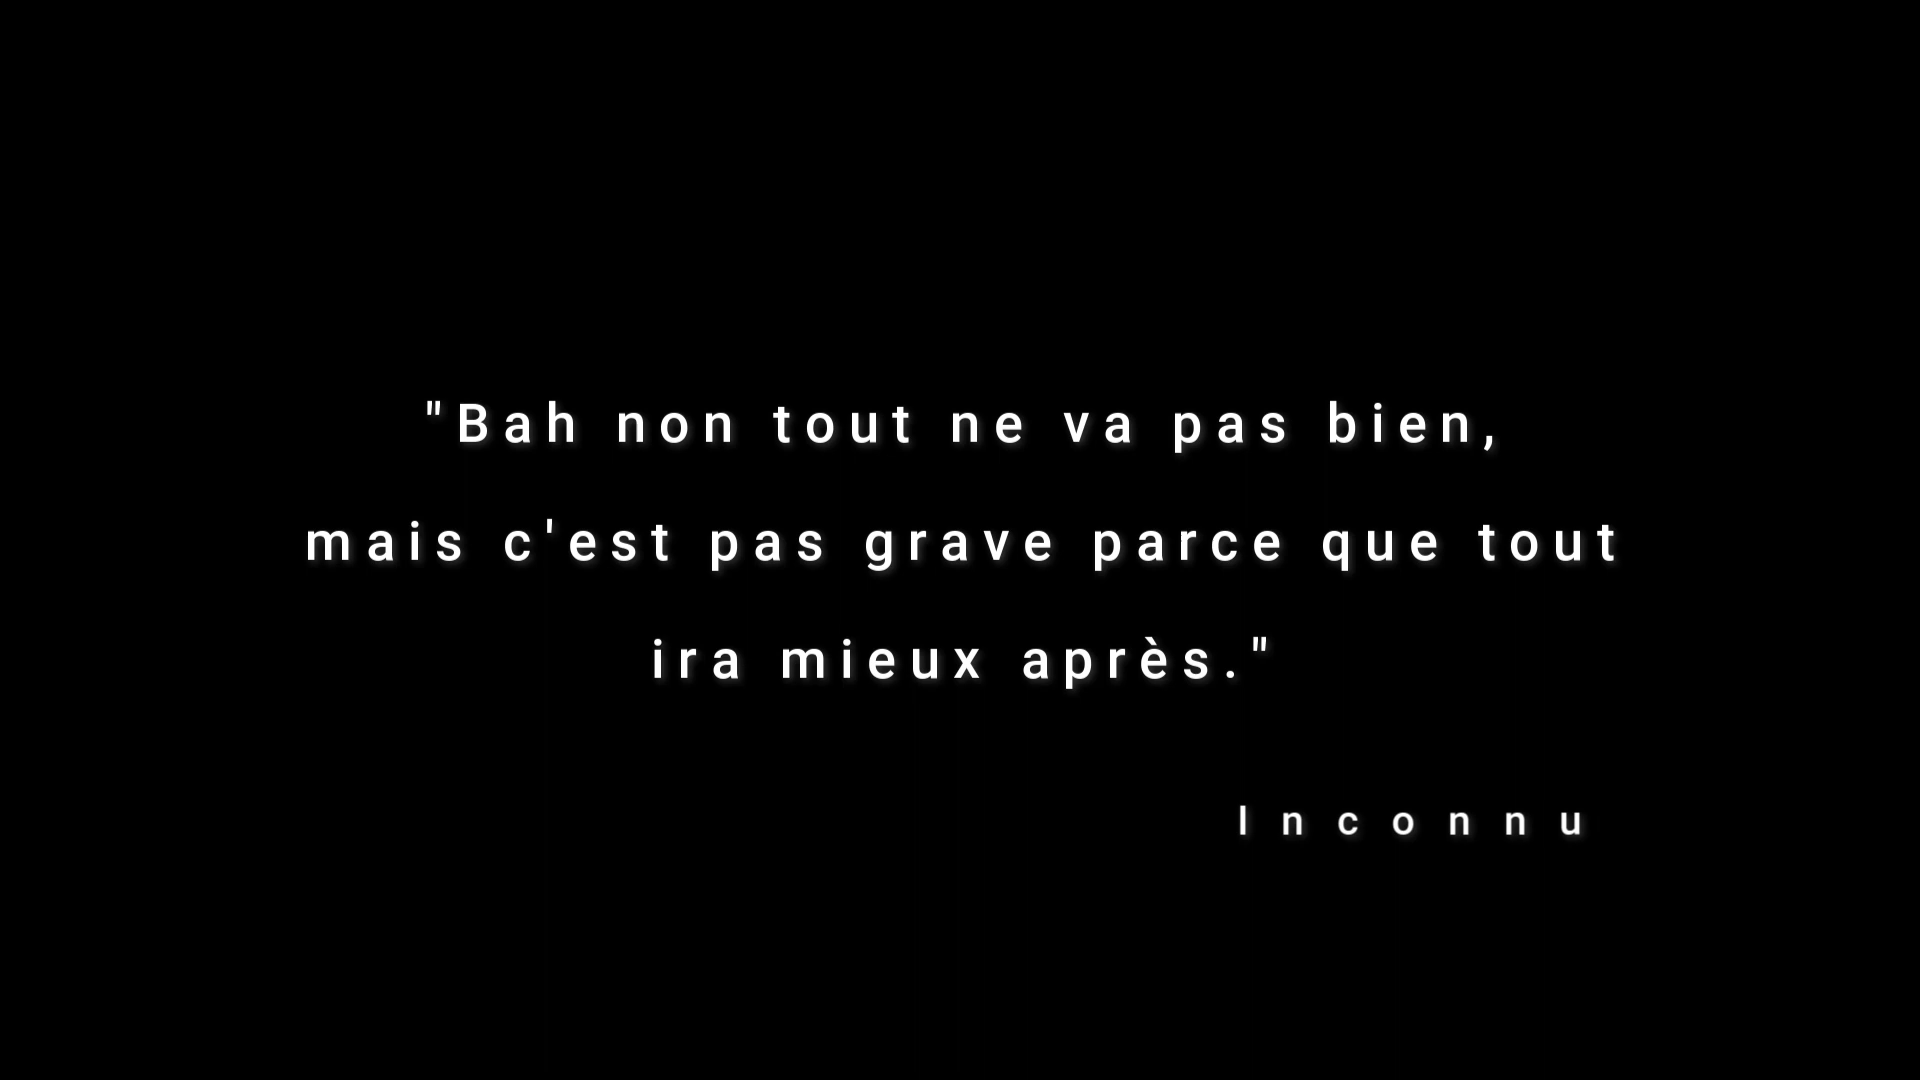 "Bah non tout ne va pas bien,
mais c'est pas grave parce que tout
ira mieux après."
Inconnu